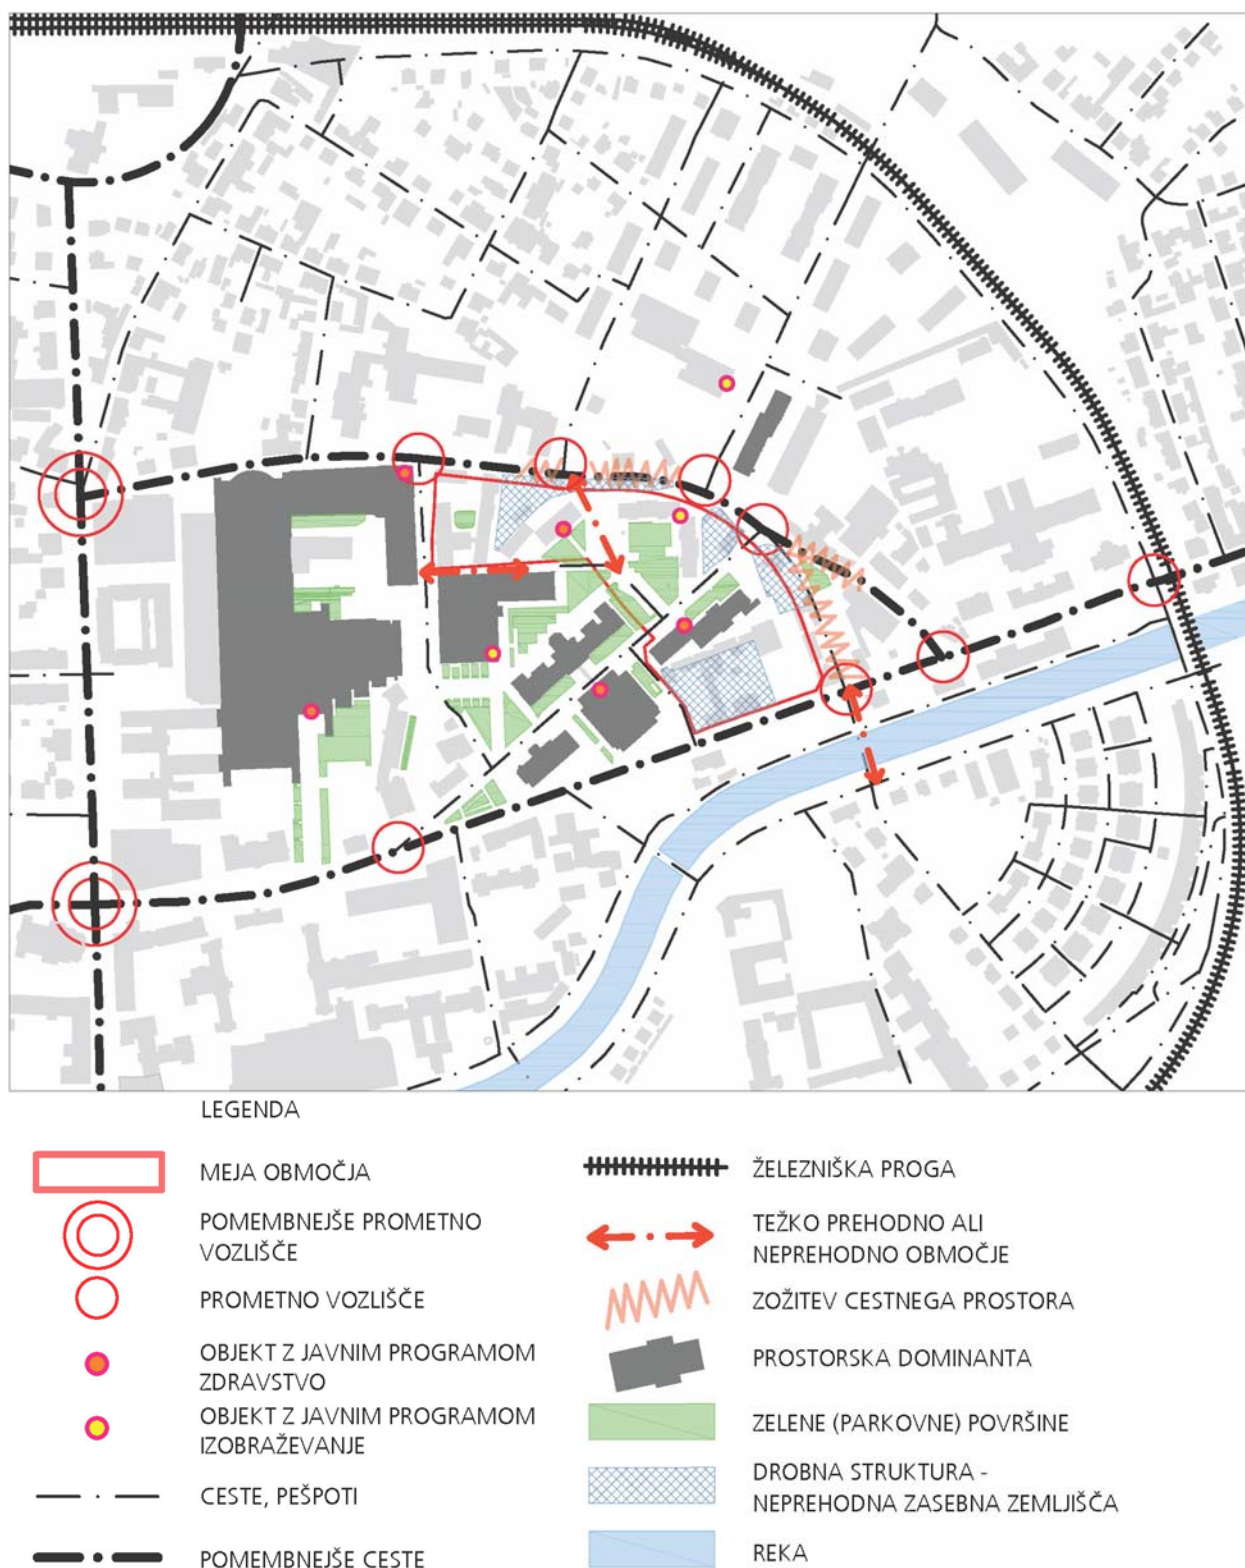 LEGENDA
MEJA OBMOČJA
POMEMBNEJŠE PROMETNO
VOZLIŠČE
PROMETNO VOZLIŠČE
OBJEKT Z JAVNIM PROGRAMOM
ZDRAVSTVO
OBJEKT Z JAVNIM PROGRAMOM
IZOBRAŽEVANJE
CESTE, PEŠPOTI
POMEMBNEJŠE CESTE
ŽELEZNIŠKA PROGA
TEŽKO PREHODNO ALI
NEPREHODNO OBMOČJE
ZOŽITEV CESTNEGA PROSTORA
PROSTORSKA DOMINANTA
ZELENE (PARKOVNE) POVRŠINE
DROBNA STRUKTURA -
NEPREHODNA ZASEBNA ZEMLJIŠČA
REKA